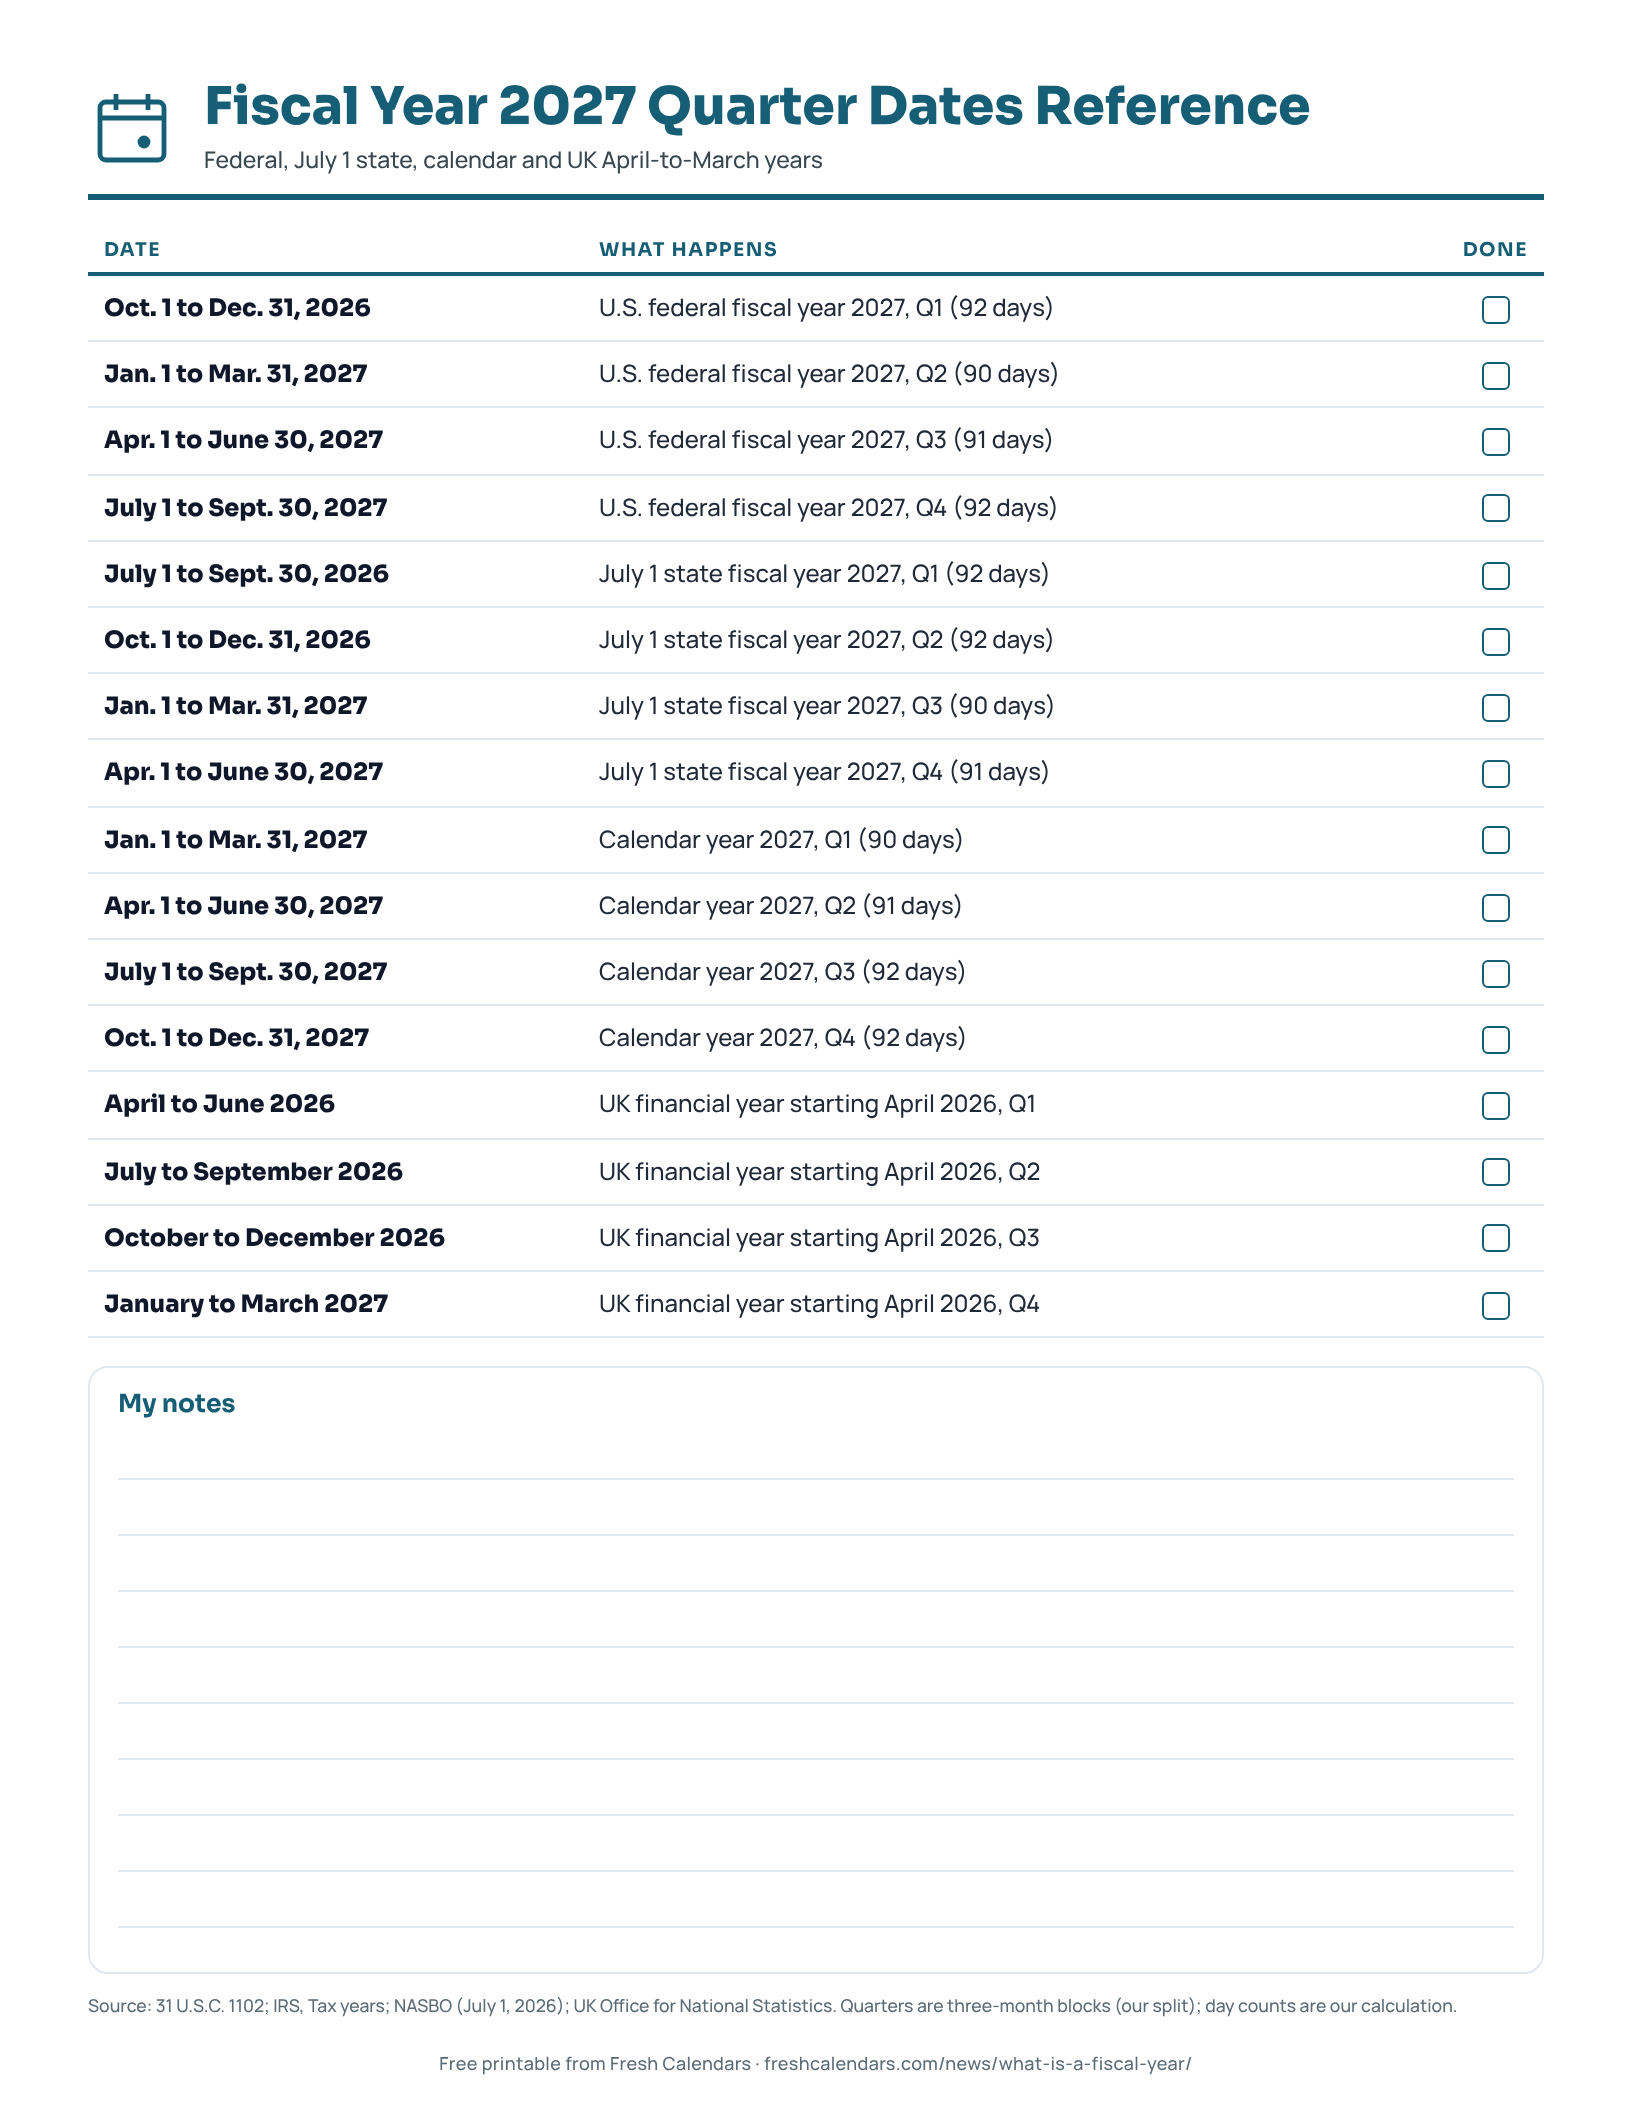 Fiscal Year 2027 Quarter Dates Reference
Federal, July 1 state, calendar and UK April-to-March years
DATE WHAT HAPPENS DONE
Oct. 1 to Dec. 31, 2026 U.S. federal fiscal year 2027, Q1 (92 days)
Jan. 1 to Mar. 31, 2027 U.S. federal fiscal year 2027, Q2 (90 days)
Apr. 1 to June 30, 2027 U.S. federal fiscal year 2027, Q3 (91 days)
July 1 to Sept. 30, 2027 U.S. federal fiscal year 2027, Q4 (92 days)
July 1 to Sept. 30, 2026 July 1 state fiscal year 2027, Q1 (92 days)
Oct. 1 to Dec. 31, 2026 July 1 state fiscal year 2027, Q2 (92 days)
Jan. 1 to Mar. 31, 2027 July 1 state fiscal year 2027, Q3 (90 days)
Apr. 1 to June 30, 2027 July 1 state fiscal year 2027, Q4 (91 days)
Jan. 1 to Mar. 31, 2027 Calendar year 2027, Q1 (90 days)
Apr. 1 to June 30, 2027 Calendar year 2027, Q2 (91 days)
July 1 to Sept. 30, 2027 Calendar year 2027, Q3 (92 days)
Oct. 1 to Dec. 31, 2027 Calendar year 2027, Q4 (92 days)
April to June 2026 UK financial year starting April 2026, Q1
July to September 2026 UK financial year starting April 2026, Q2
October to December 2026 UK financial year starting April 2026, Q3
January to March 2027 UK financial year starting April 2026, Q4
My notes
Source: 31 U.S.C. 1102; IRS, Tax years; NASBO (July 1, 2026); UK Office for National Statistics. Quarters are three-month blocks (our split); day counts are our calculation.
Free printable from Fresh Calendars · freshcalendars.com/news/what-is-a-fiscal-year/